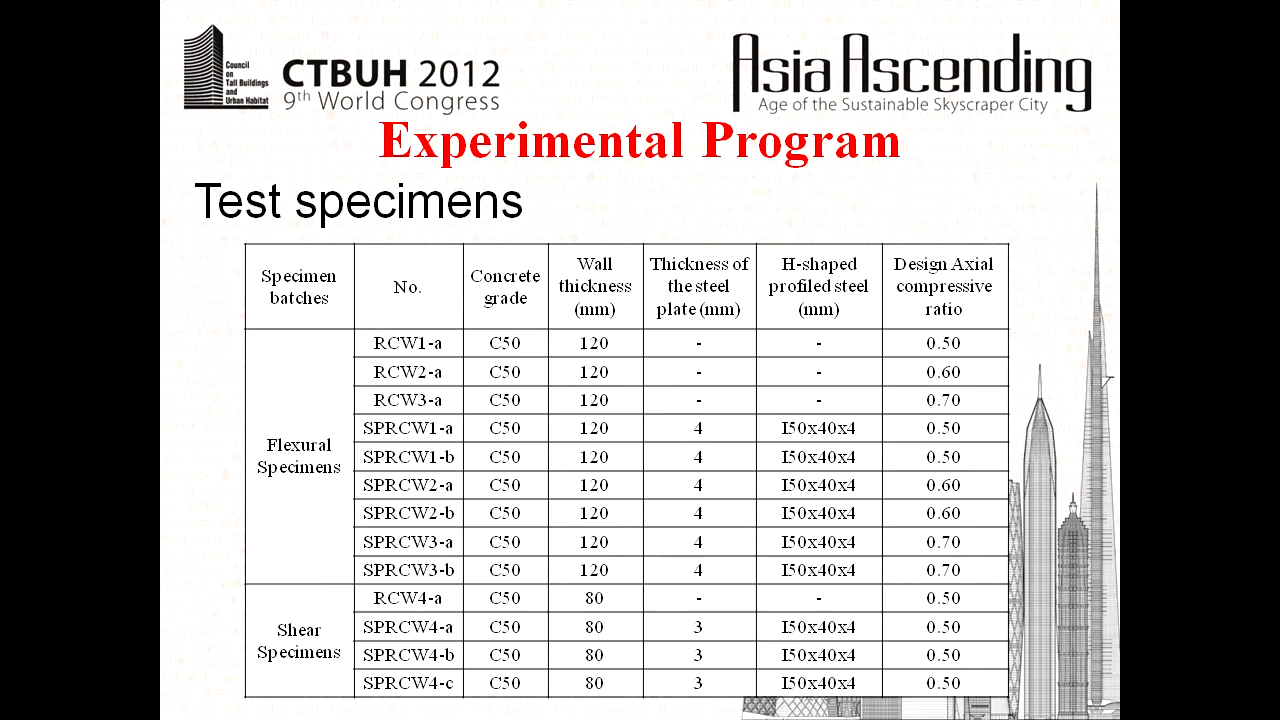 Council
on
Tall Buildings
and
Urban Habitat
CTBUH 2012
9th World Congress
Asia Ascending
Age of the Sustainable Skyscraper City
Experimental Program
Test specimens
Specimen batches No. Concrete grade Wall thickness (mm) Thickness of the steel plate (mm) H-shaped profiled steel (mm) Design Axial compressive ratio
Flexural Specimens
RCW1-a C50 120 - - 0.50
RCW2-a C50 120 - - 0.60
RCW3-a C50 120 - - 0.70
SPRCW1-a C50 120 4 I50x40x4 0.50
SPRCW1-b C50 120 4 I50x40x4 0.50
SPRCW2-a C50 120 4 I50x40x4 0.60
SPRCW2-b C50 120 4 I50x40x4 0.60
SPRCW3-a C50 120 4 I50x40x4 0.70
SPRCW3-b C50 120 4 I50x40x4 0.70
Shear Specimens
RCW4-a C50 80 - - 0.50
SPRCW4-a C50 80 3 I50x40x4 0.50
SPRCW4-b C50 80 3 I50x40x4 0.50
SPRCW4-c C50 80 3 I50x40x4 0.50